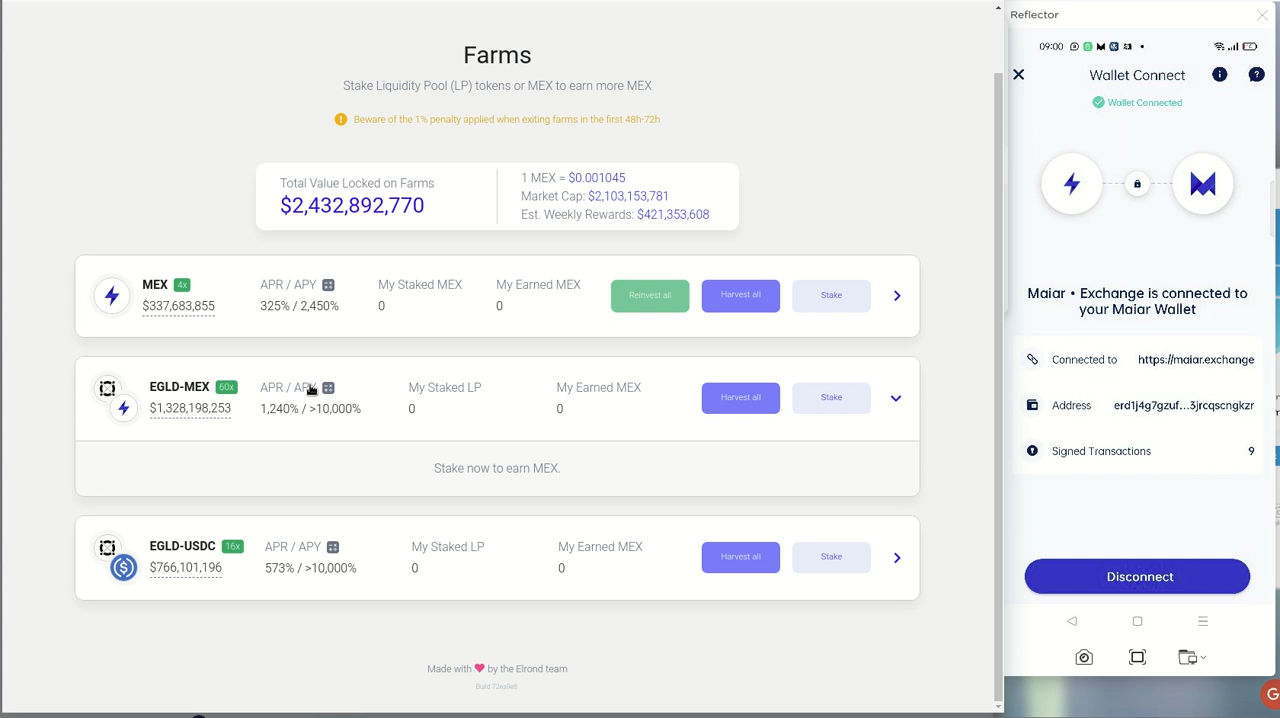 Farms
Stake Liquidity Pool (LP) tokens or MEX to earn more MEX
Beware of the 1% penalty applied when exiting farms in the first 48h-72h
Total Value Locked on Farms
$2,432,892,770
1 MEX = $0.001045
Market Cap: $2,103,153,781
Est. Weekly Rewards: $421,353,608
MEX 4x
$337,683,855
APR / APY
325% / 2,450%
My Staked MEX
0
My Earned MEX
0
Reinvest all
Harvest all
Stake
EGLD-MEX 60x
$1,328,198,253
APR / APY
1,240% / >10,000%
My Staked LP
0
My Earned MEX
0
Harvest all
Stake
Stake now to earn MEX.
EGLD-USDC 16x
$766,101,196
APR / APY
573% / >10,000%
My Staked LP
0
My Earned MEX
0
Harvest all
Stake
Made with ❤ by the Elrond team
Reflector
09:00
Wallet Connect
Wallet Connected
Maiar • Exchange is connected to
your Maiar Wallet
Connected to https://maiar.exchange
Address erd1j4g7gzuf...3jrcqscngkzr
Signed Transactions 9
Disconnect